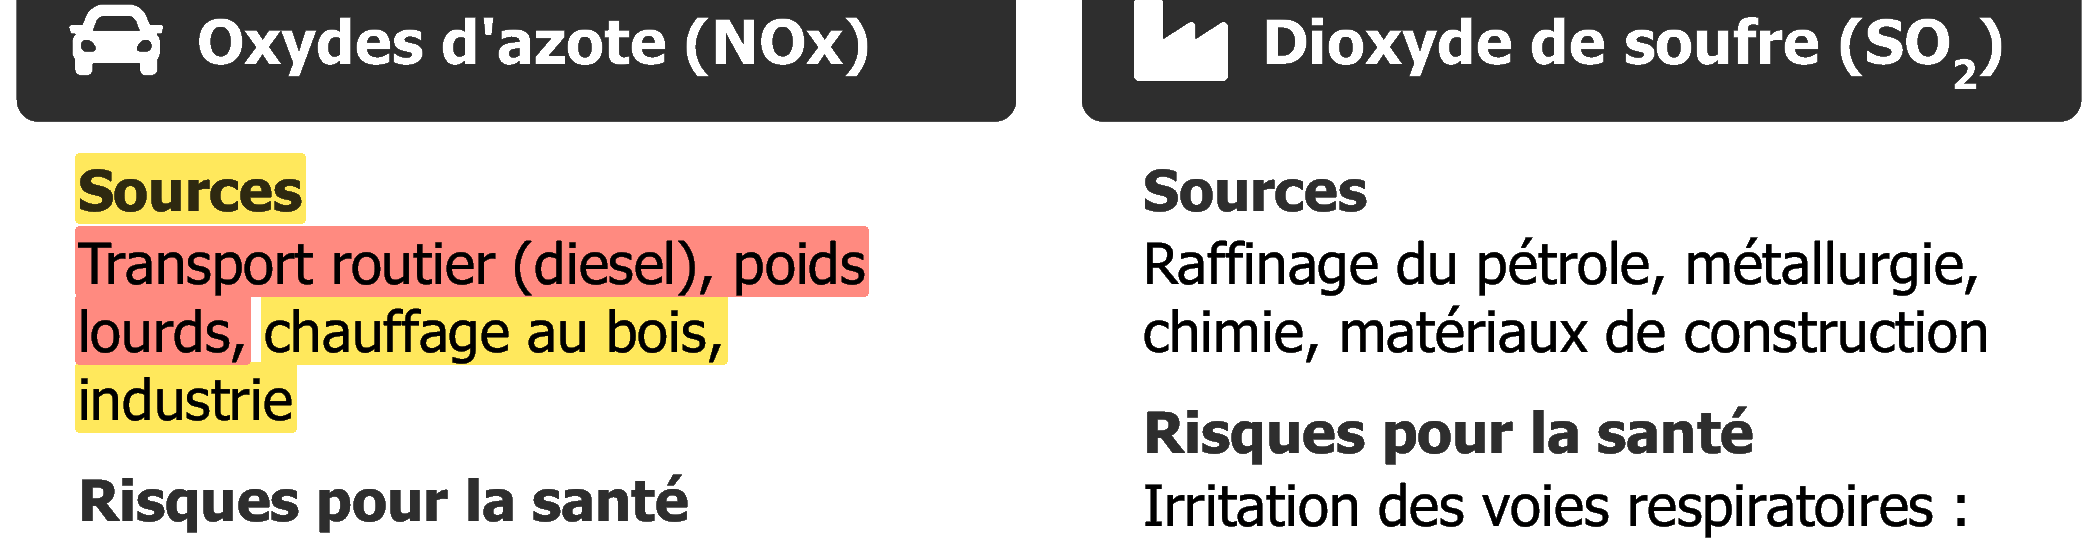 Oxydes d'azote (NOx)
Sources
Transport routier (diesel), poids
lourds, chauffage au bois,
industrie
Risques pour la santé
Dioxyde de soufre (SO₂)
Sources
Raffinage du pétrole, métallurgie,
chimie, matériaux de construction
Risques pour la santé
Irritation des voies respiratoires :